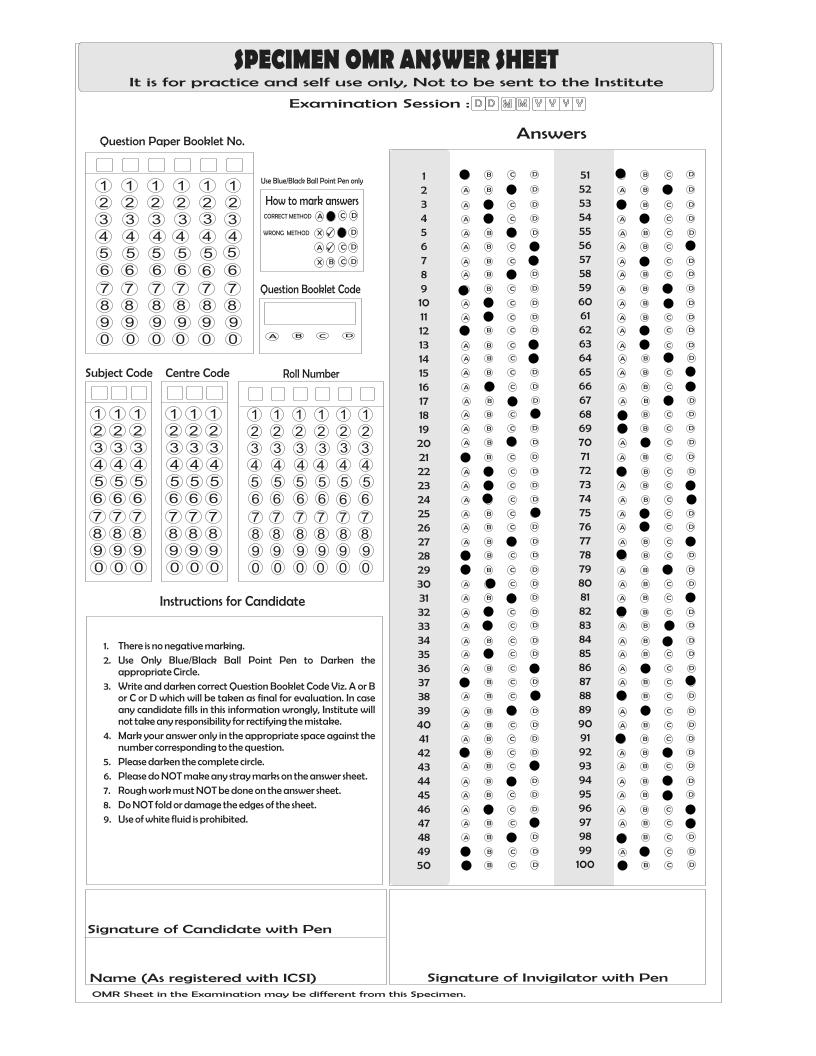 SPECIMEN OMR ANSWER SHEET
It is for practice and self use only, Not to be sent to the Institute
Examination Session : D D M M Y Y Y Y
Question Paper Booklet No.
1 1 1 1 1 1
2 2 2 2 2 2
3 3 3 3 3 3
4 4 4 4 4 4
5 5 5 5 5 5
6 6 6 6 6 6
7 7 7 7 7 7
8 8 8 8 8 8
9 9 9 9 9 9
0 0 0 0 0 0
Use Blue/Black Ball Point Pen only
How to mark answers
CORRECT METHOD A C D
WRONG METHOD X ✓ D
A ✓ C D
X B C D
Question Booklet Code
A B C D
Subject Code
1 1 1
2 2 2
3 3 3
4 4 4
5 5 5
6 6 6
7 7 7
8 8 8
9 9 9
0 0 0
Centre Code
1 1 1
2 2 2
3 3 3
4 4 4
5 5 5
6 6 6
7 7 7
8 8 8
9 9 9
0 0 0
Roll Number
1 1 1 1 1 1
2 2 2 2 2 2
3 3 3 3 3 3
4 4 4 4 4 4
5 5 5 5 5 5
6 6 6 6 6 6
7 7 7 7 7 7
8 8 8 8 8 8
9 9 9 9 9 9
0 0 0 0 0 0
Instructions for Candidate
1. There is no negative marking.
2. Use Only Blue/Black Ball Point Pen to Darken the
appropriate Circle.
3. Write and darken correct Question Booklet Code Viz. A or B
or C or D which will be taken as final for evaluation. In case
any candidate fills in this information wrongly, Institute will
not take any responsibility for rectifying the mistake.
4. Mark your answer only in the appropriate space against the
number corresponding to the question.
5. Please darken the complete circle.
6. Please do NOT make any stray marks on the answer sheet.
7. Rough work must NOT be done on the answer sheet.
8. Do NOT fold or damage the edges of the sheet.
9. Use of white fluid is prohibited.
Answers
1 B C D
2 A B D
3 A C D
4 A C D
5 A B D
6 A B C
7 A B C
8 A B D
9 B C D
10 A C D
11 A C D
12 B C D
13 A B C
14 A B C
15 A B C D
16 A C D
17 A B D
18 A B C
19 A B C D
20 A B D
21 B C D
22 A C D
23 A C D
24 A C D
25 A B C
26 A B C D
27 A B D
28 B C D
29 B C D
30 A C D
31 A B D
32 A C D
33 A C D
34 A B C D
35 A C D
36 A B C
37 B C D
38 A B C
39 A B D
40 A B C D
41 A B C D
42 B C D
43 A B C
44 A B D
45 A B C D
46 A C D
47 A B C
48 A B D
49 B C D
50 B C D
51 B C D
52 A B D
53 B C D
54 A C D
55 A B C D
56 A B C
57 A C D
58 A B C D
59 A B D
60 A B D
61 A B C D
62 A C D
63 A C D
64 A B D
65 A B C
66 A B C
67 A B D
68 B C D
69 B C D
70 A C D
71 A B C D
72 B C D
73 A B C
74 A B C
75 A C D
76 A C D
77 A B C
78 B C D
79 A B D
80 A B C D
81 A B C
82 B C D
83 A B D
84 A B D
85 A B C D
86 A C D
87 A B C
88 B C D
89 A C D
90 A B C D
91 B C D
92 A B D
93 A B C D
94 A B D
95 A B D
96 A B C
97 A B C
98 B C D
99 A C D
100 B C D
Signature of Candidate with Pen
Name (As registered with ICSI)
Signature of Invigilator with Pen
OMR Sheet in the Examination may be different from this Specimen.